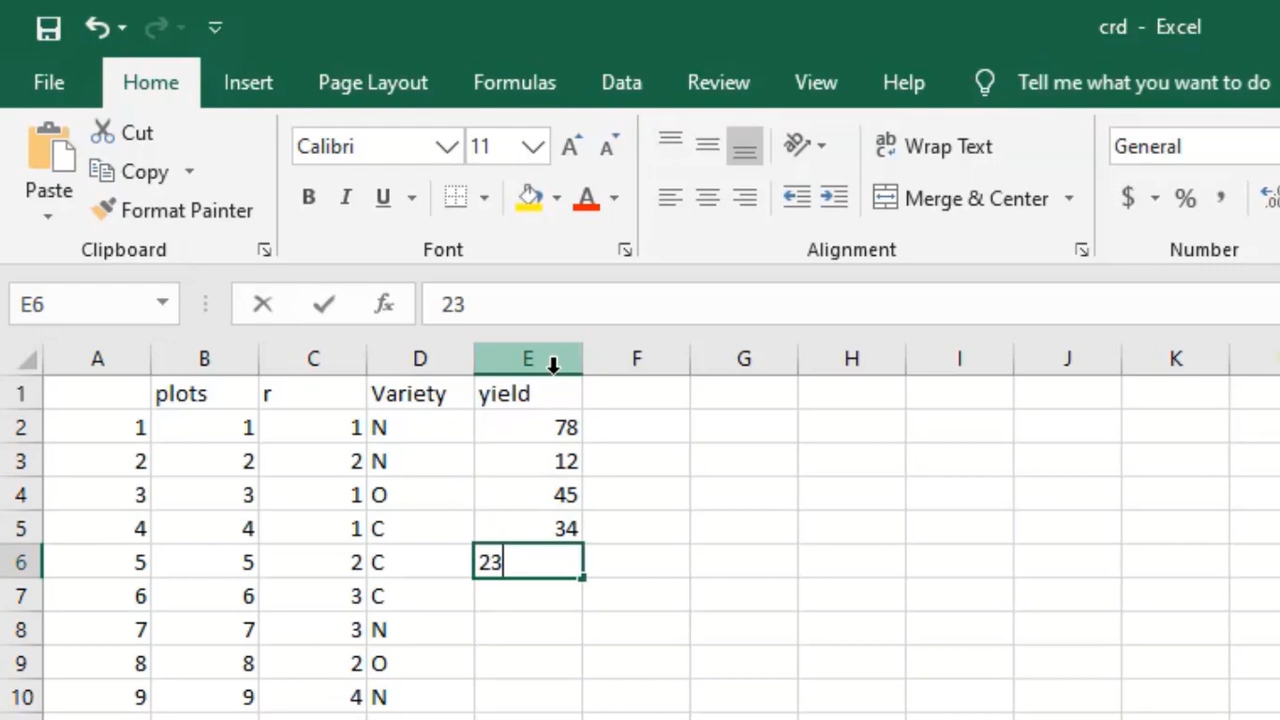 crd - Excel
File Home Insert Page Layout Formulas Data Review View Help Tell me what you want to do
Paste
Cut
Copy
Format Painter
Clipboard
Calibri 11 A A
B I U A
Font
ab Wrap Text
Merge & Center
Alignment
General
$ % ,
Number
E6 fx 23
A B C D E F G H I J K
1 plots r Variety yield
2 1 1 1 N 78
3 2 2 2 N 12
4 3 3 1 O 45
5 4 4 1 C 34
6 5 5 2 C 23
7 6 6 3 C
8 7 7 3 N
9 8 8 2 O
10 9 9 4 N